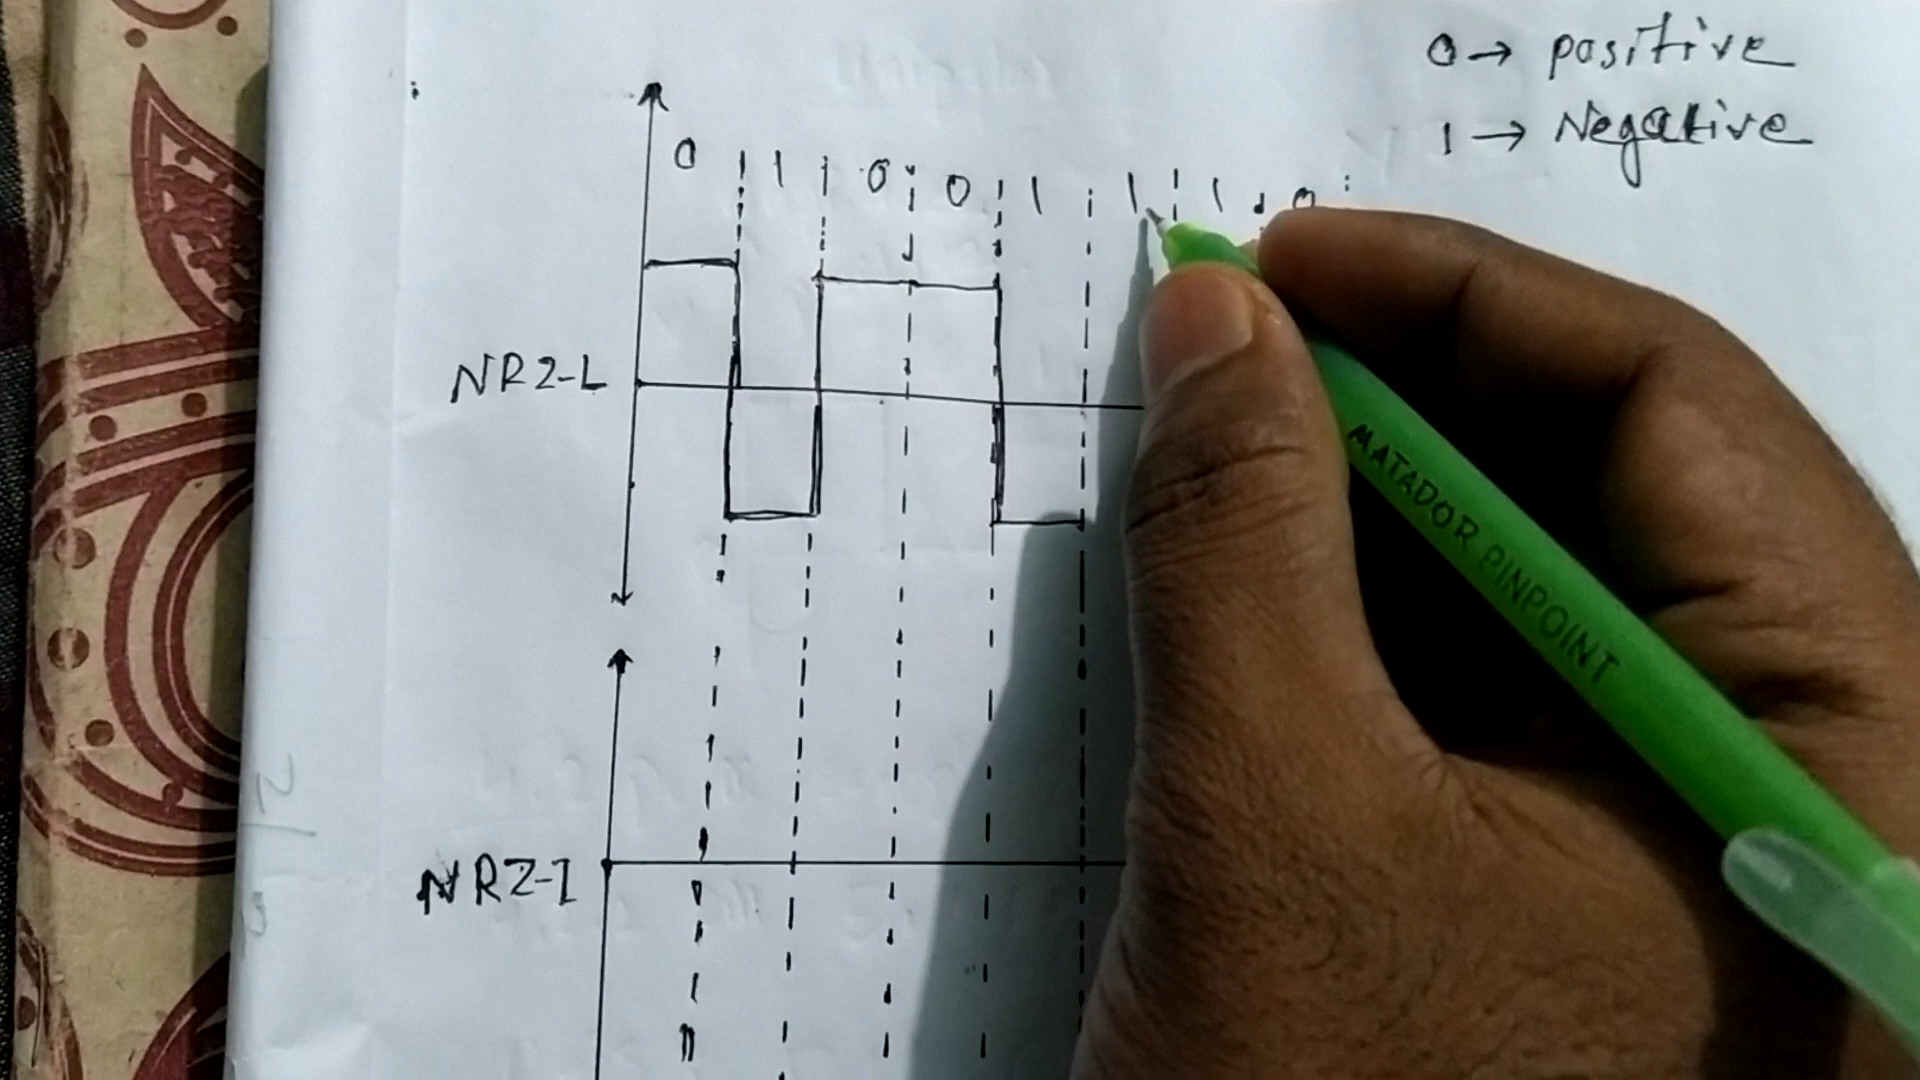 0 → positive
1 → Negative
0 1 0 0 1 1 1 0
NRZ-L
NRZ-I
MATADOR PINPOINT